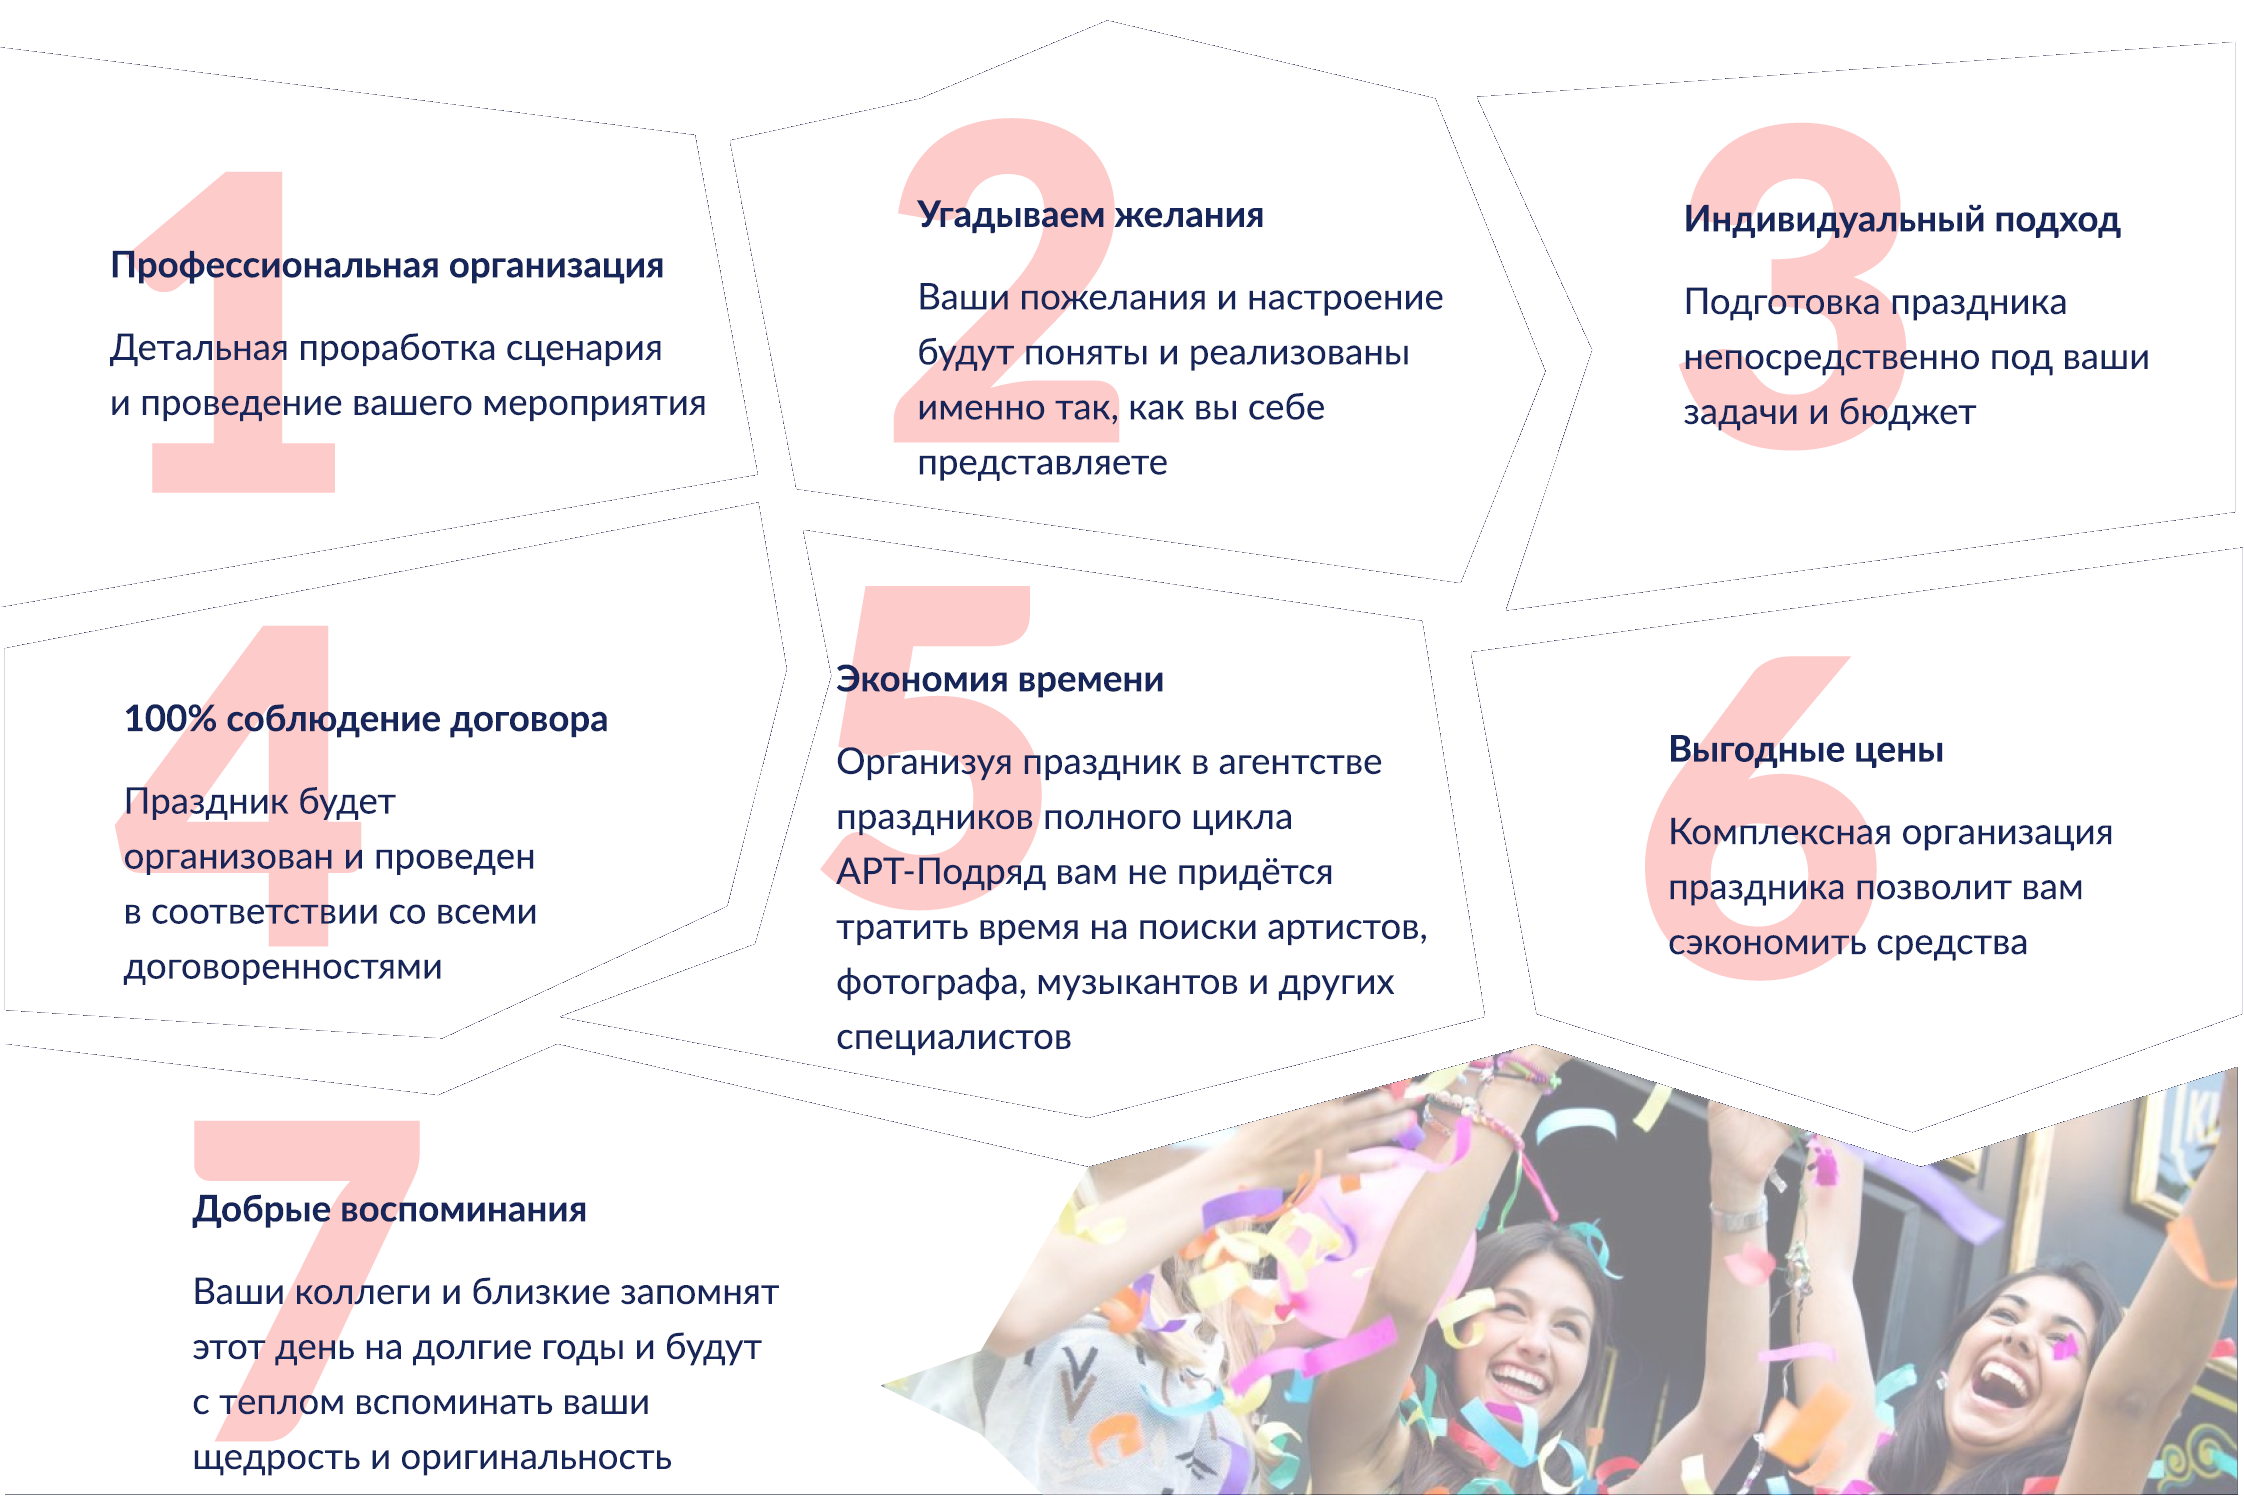 1
Профессиональная организация
Детальная проработка сценария
и проведение вашего мероприятия
2
Угадываем желания
Ваши пожелания и настроение
будут поняты и реализованы
именно так, как вы себе
представляете
3
Индивидуальный подход
Подготовка праздника
непосредственно под ваши
задачи и бюджет
4
100% соблюдение договора
Праздник будет
организован и проведен
в соответствии со всеми
договоренностями
5
Экономия времени
Организуя праздник в агентстве
праздников полного цикла
АРТ-Подряд вам не придётся
тратить время на поиски артистов,
фотографа, музыкантов и других
специалистов
6
Выгодные цены
Комплексная организация
праздника позволит вам
сэкономить средства
7
Добрые воспоминания
Ваши коллеги и близкие запомнят
этот день на долгие годы и будут
с теплом вспоминать ваши
щедрость и оригинальность